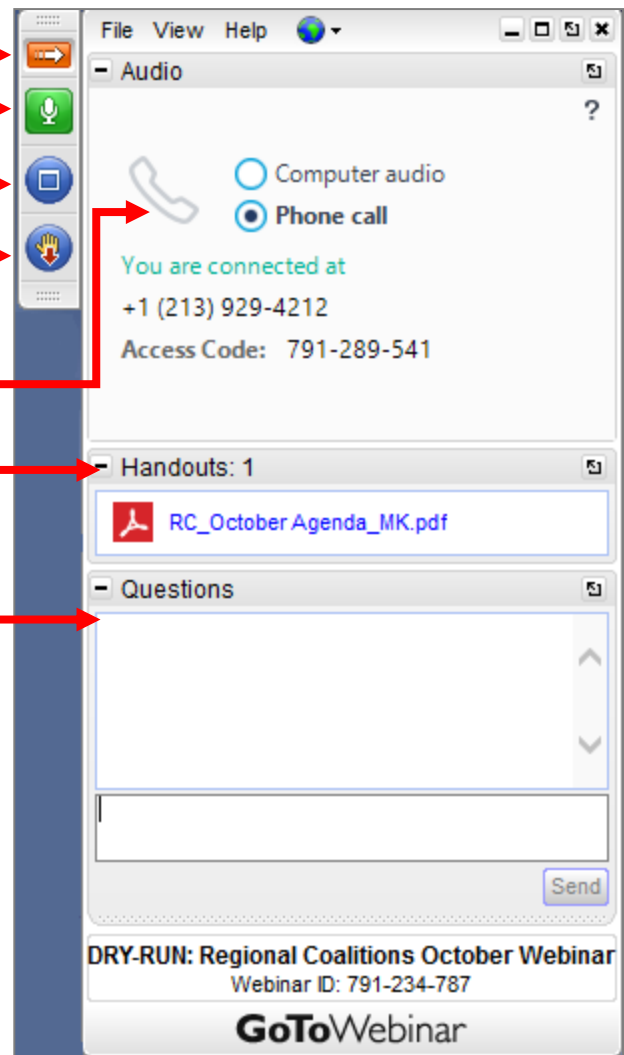 File View Help
Audio
?
Computer audio
Phone call
You are connected at
+1 (213) 929-4212
Access Code: 791-289-541
Handouts: 1
RC_October Agenda_MK.pdf
Questions
Send
DRY-RUN: Regional Coalitions October Webinar
Webinar ID: 791-234-787
GoToWebinar